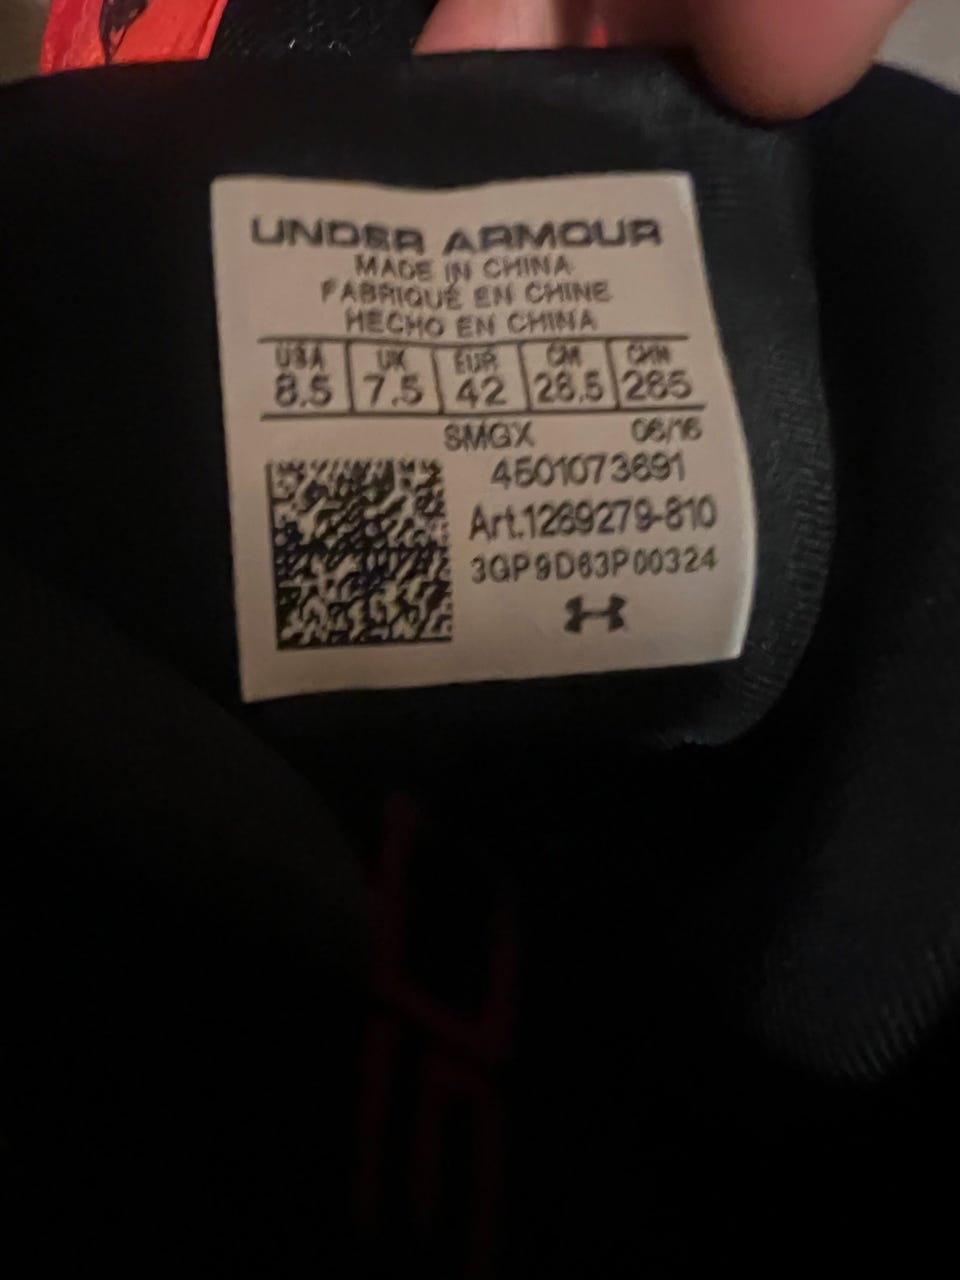 UNDER ARMOUR
MADE IN CHINA
FABRIQUÉ EN CHINE
HECHO EN CHINA
USA UK EUR CM CHN
8.5 7.5 42 26.5 265
SMGX 06/16
4501073691
Art.1269279-810
3GP9D63P00324